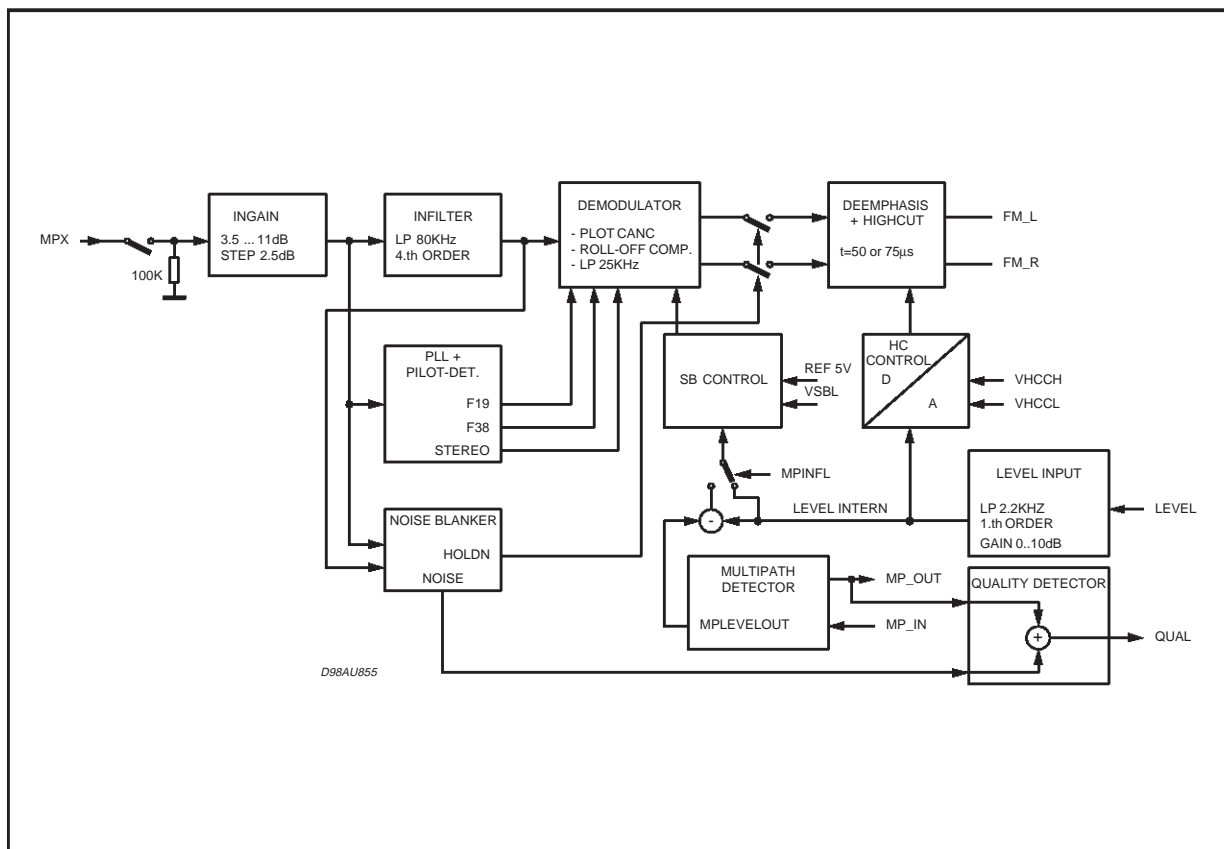 MPX
100K
INGAIN
3.5 ... 11dB
STEP 2.5dB
INFILTER
LP 80KHz
4.th ORDER
DEMODULATOR
- PLOT CANC
- ROLL-OFF COMP.
- LP 25KHz
DEEMPHASIS
+ HIGHCUT
t=50 or 75μs
FM_L
FM_R
PLL +
PILOT-DET.
F19
F38
STEREO
SB CONTROL
REF 5V
VSBL
HC
CONTROL
D
A
VHCCH
VHCCL
MPINFL
-
LEVEL INTERN
LEVEL INPUT
LP 2.2KHZ
1.th ORDER
GAIN 0..10dB
LEVEL
NOISE BLANKER
HOLDN
NOISE
MULTIPATH
DETECTOR
MPLEVELOUT
MP_OUT
MP_IN
QUALITY DETECTOR
+
QUAL
D98AU855